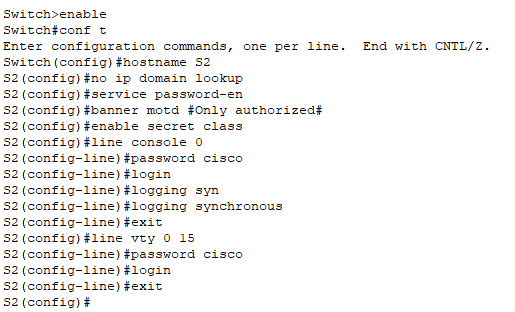 Switch>enable
Switch#conf t
Enter configuration commands, one per line.  End with CNTL/Z.
Switch(config)#hostname S2
S2(config)#no ip domain lookup
S2(config)#service password-en
S2(config)#banner motd #Only authorized#
S2(config)#enable secret class
S2(config)#line console 0
S2(config-line)#password cisco
S2(config-line)#login
S2(config-line)#logging syn
S2(config-line)#logging synchronous
S2(config-line)#exit
S2(config)#line vty 0 15
S2(config-line)#password cisco
S2(config-line)#login
S2(config-line)#exit
S2(config)#